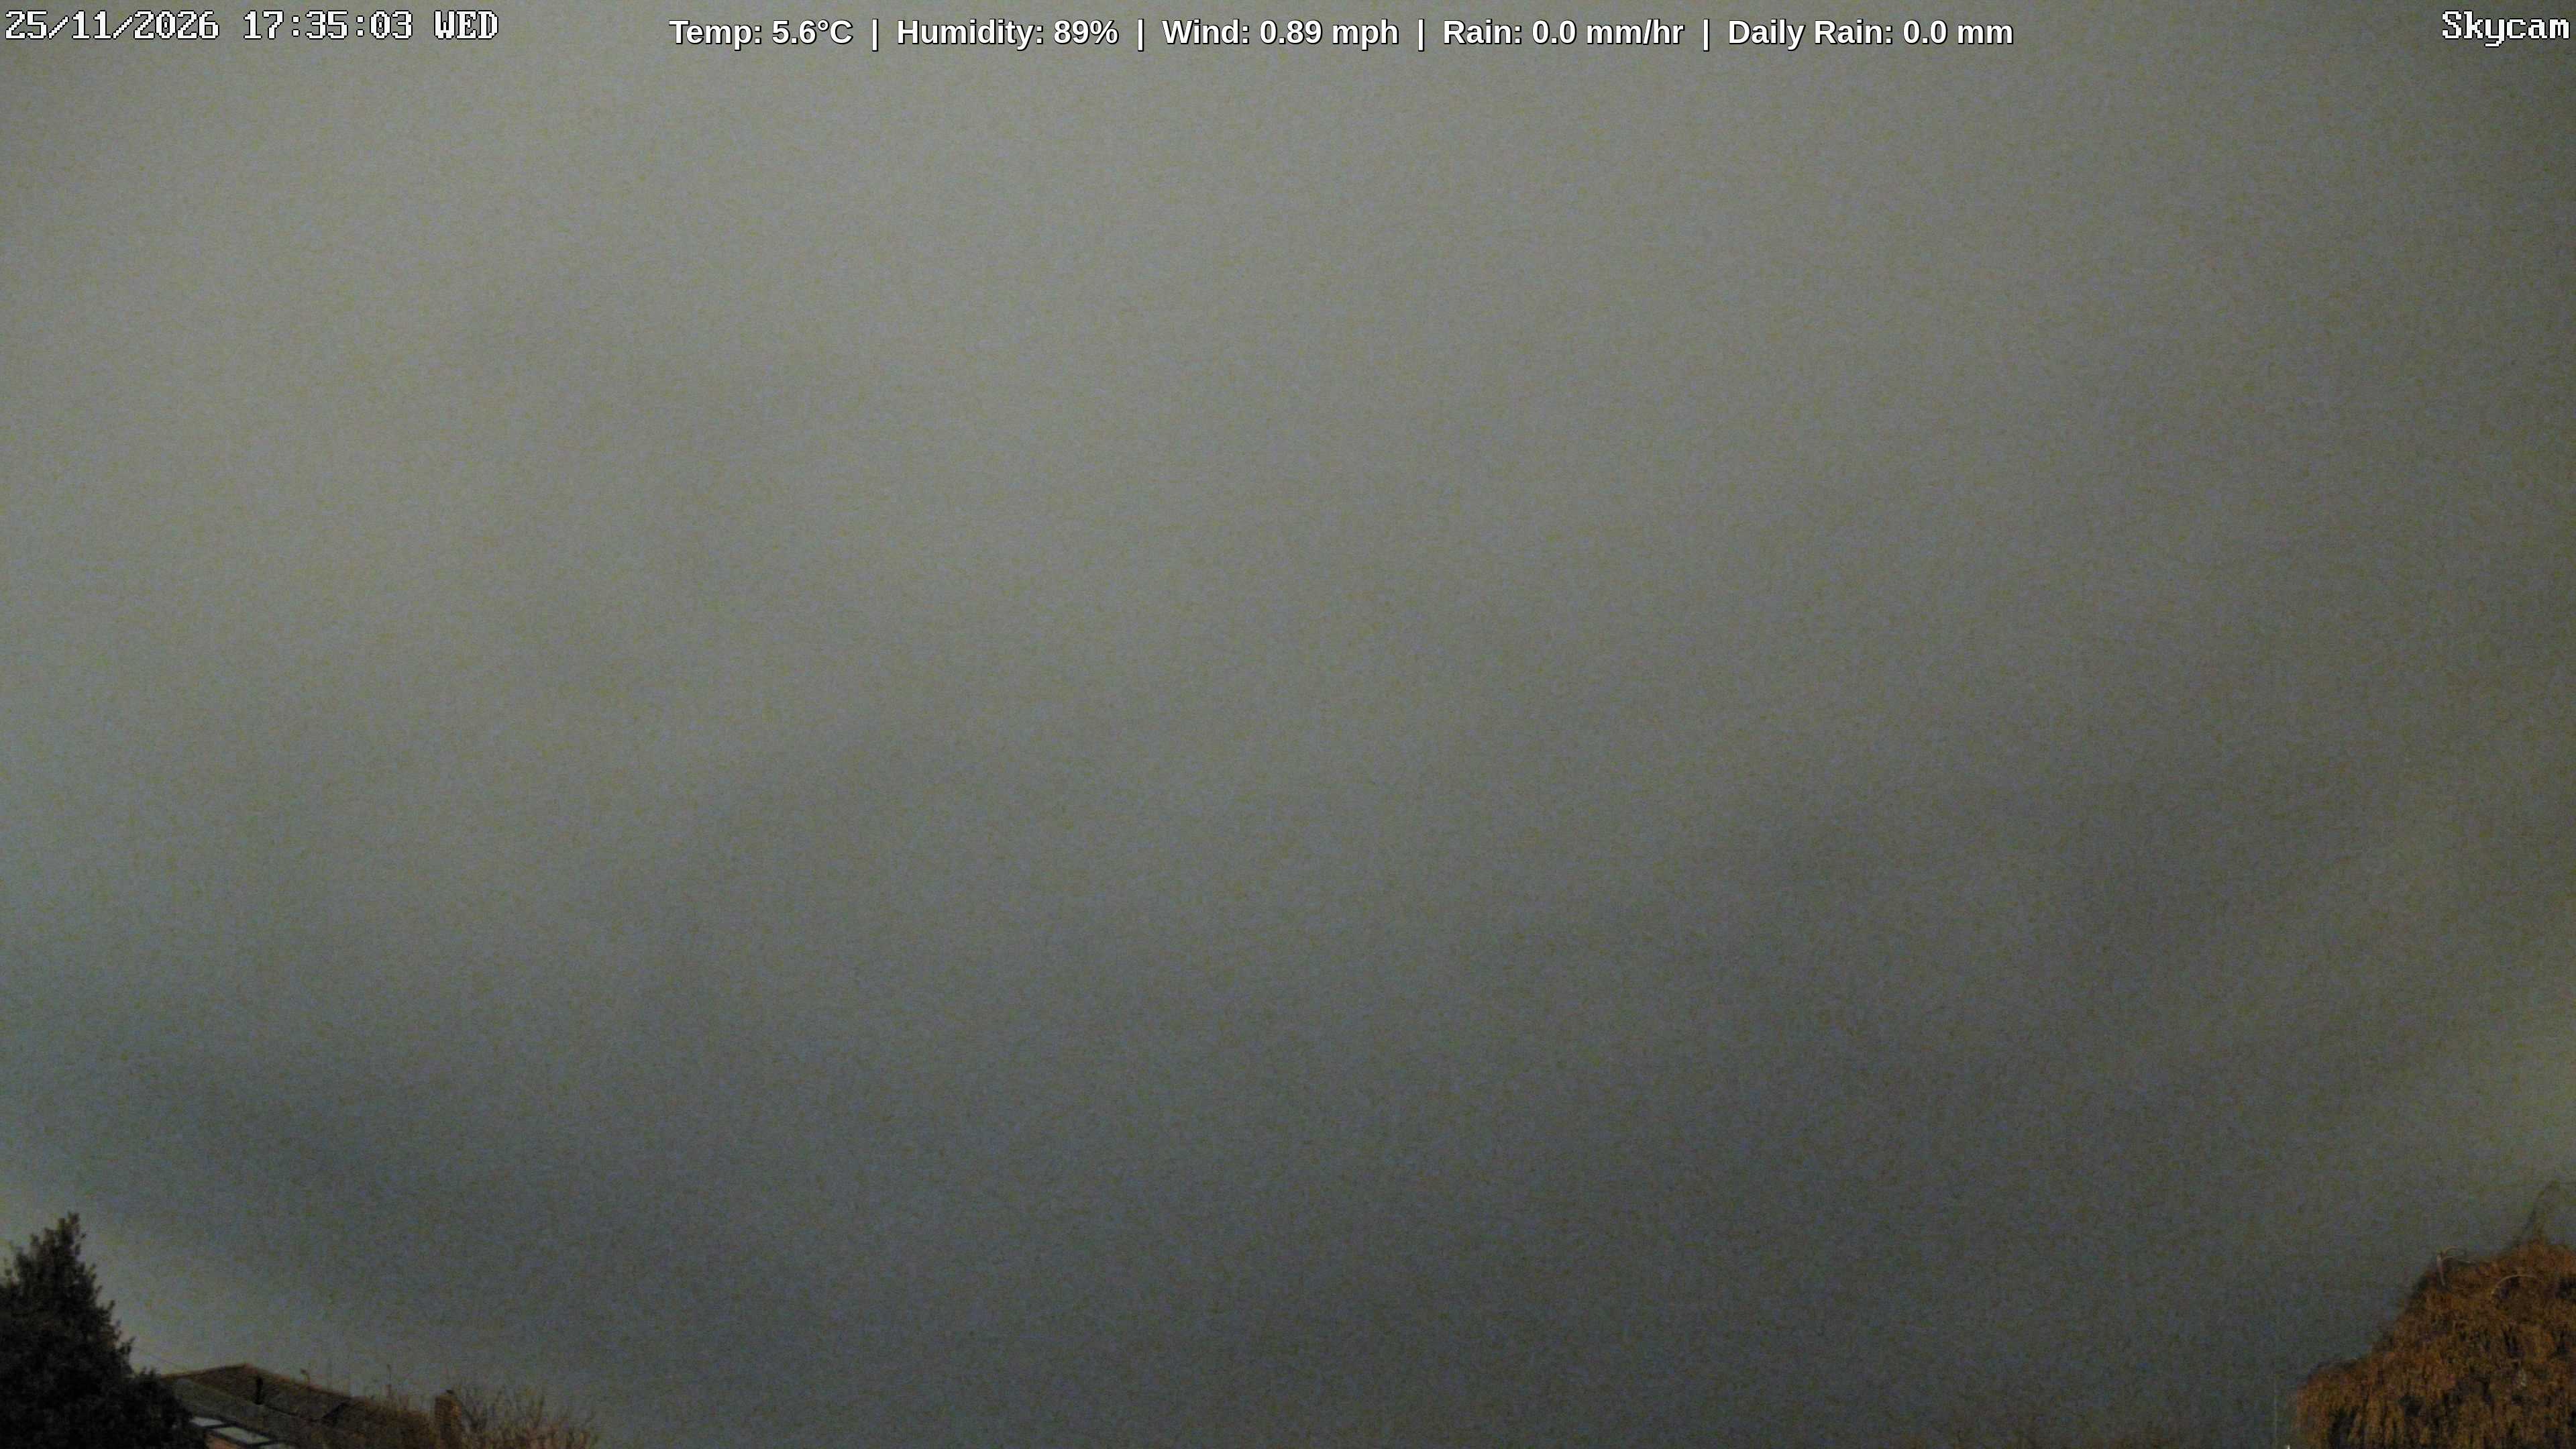 25/11/2026 17:35:03 WED
Temp: 5.6°C | Humidity: 89% | Wind: 0.89 mph | Rain: 0.0 mm/hr | Daily Rain: 0.0 mm
Skycam